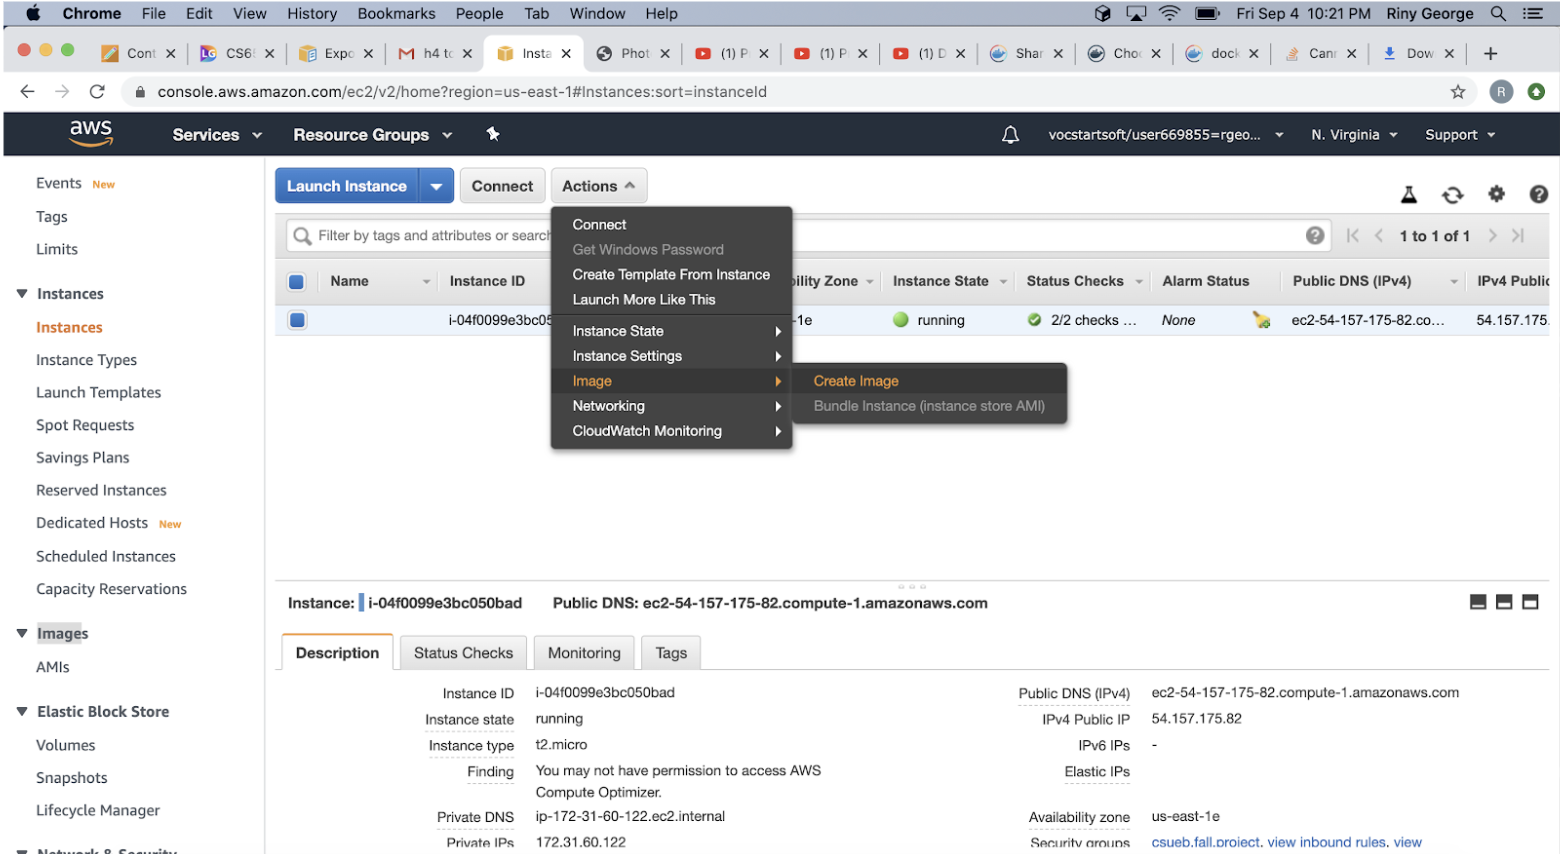 Chrome File Edit View History Bookmarks People Tab Window Help Fri Sep 4 10:21 PM Riny George
Cont CS6 Expo h4 to Insta Phot (1) P (1) P (1) D Shar Choo dock Cann Dow
console.aws.amazon.com/ec2/v2/home?region=us-east-1#Instances:sort=instanceId R
aws Services Resource Groups vocstartsoft/user669855=rgeo... N. Virginia Support
Events New
Tags
Limits
Instances
Instances
Instance Types
Launch Templates
Spot Requests
Savings Plans
Reserved Instances
Dedicated Hosts New
Scheduled Instances
Capacity Reservations
Images
AMIs
Elastic Block Store
Volumes
Snapshots
Lifecycle Manager
Network & Security
Launch Instance Connect Actions
Filter by tags and attributes or search 1 to 1 of 1
Name Instance ID bility Zone Instance State Status Checks Alarm Status Public DNS (IPv4) IPv4 Public
i-04f0099e3bc05 -1e running 2/2 checks ... None ec2-54-157-175-82.co... 54.157.175.
Connect
Get Windows Password
Create Template From Instance
Launch More Like This
Instance State
Instance Settings
Image
Networking
CloudWatch Monitoring
Create Image
Bundle Instance (instance store AMI)
Instance: i-04f0099e3bc050bad Public DNS: ec2-54-157-175-82.compute-1.amazonaws.com
Description Status Checks Monitoring Tags
Instance ID i-04f0099e3bc050bad Public DNS (IPv4) ec2-54-157-175-82.compute-1.amazonaws.com
Instance state running IPv4 Public IP 54.157.175.82
Instance type t2.micro IPv6 IPs -
Finding You may not have permission to access AWS Elastic IPs
Compute Optimizer.
Private DNS ip-172-31-60-122.ec2.internal Availability zone us-east-1e
Private IPs 172.31.60.122 Security groups csueb.fall.project, view inbound rules, view